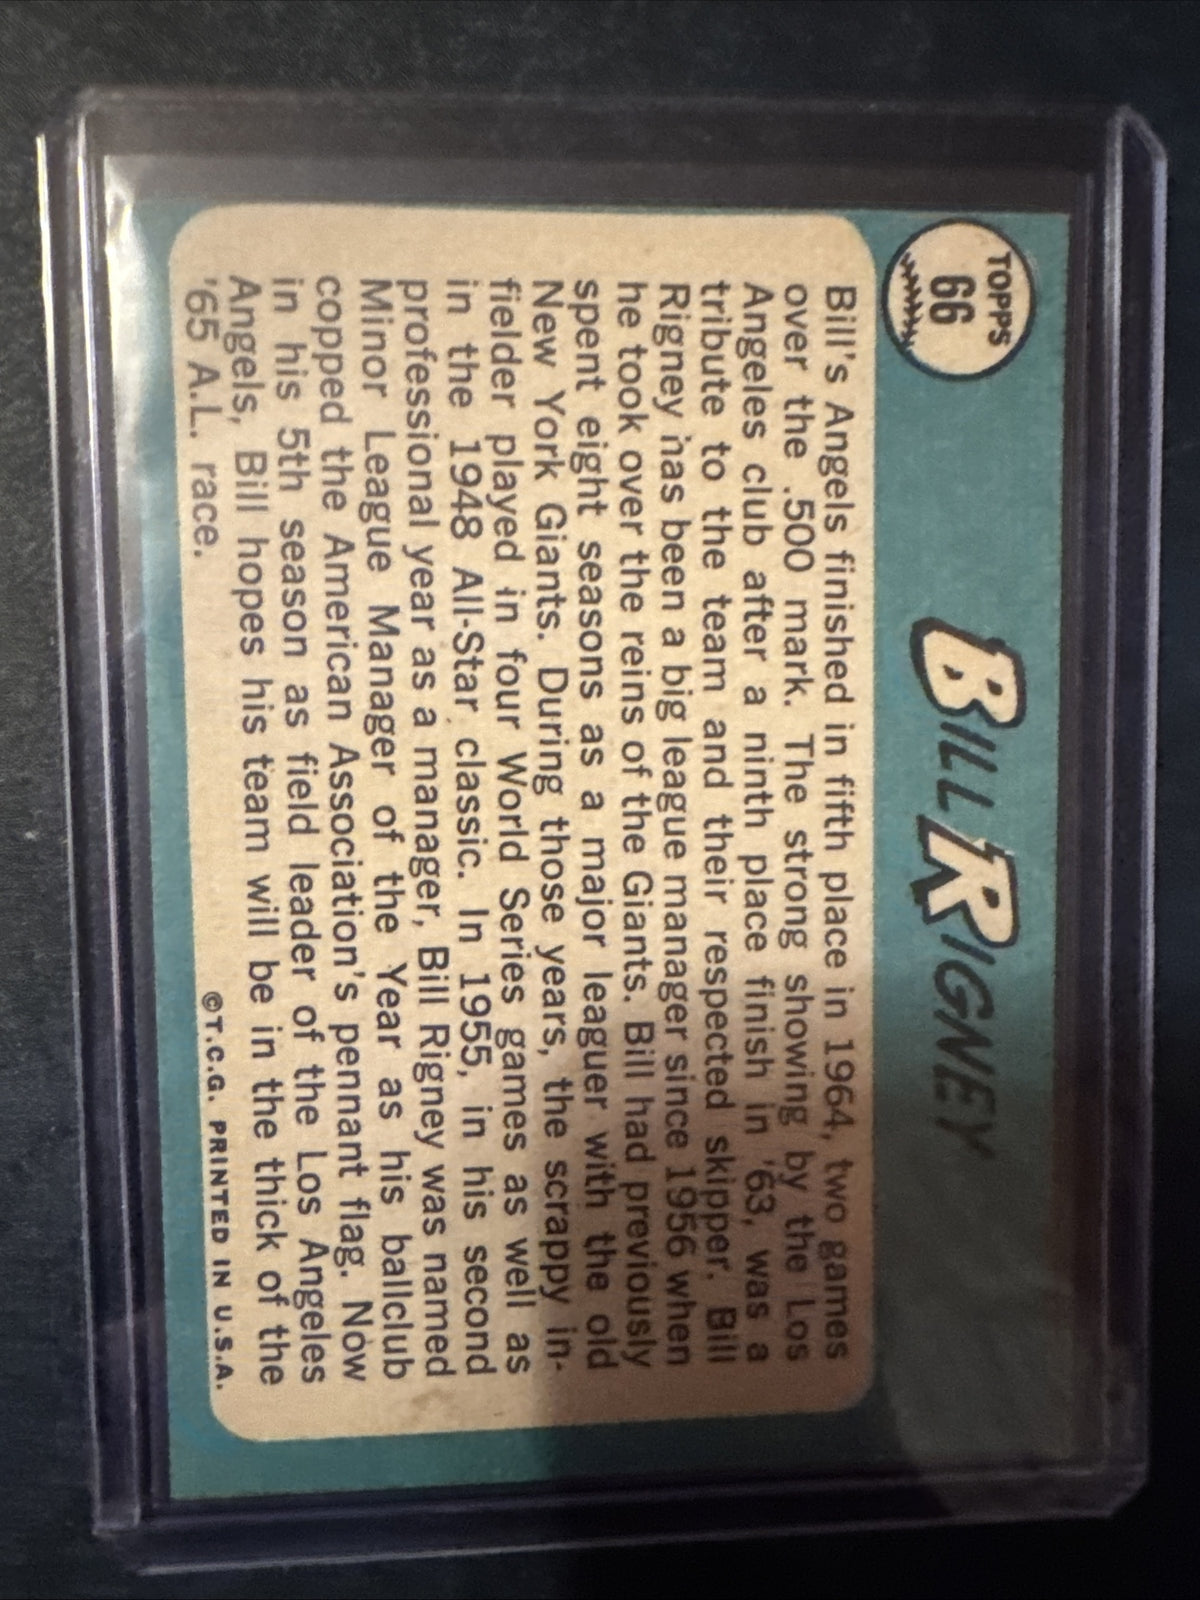 TOPPS
66
BILL RIGNEY
Bill's Angels finished in fifth place in 1964, two games
over the .500 mark. The strong showing by the Los
Angeles club after a ninth place finish in '63, was a
tribute to the team and their respected skipper. Bill
Rigney has been a big league manager since 1956 when
he took over the reins of the Giants. Bill had previously
spent eight seasons as a major leaguer with the old
New York Giants. During those years, the scrappy in-
fielder played in four World Series games as well as
in the 1948 All-Star classic. In 1955, in his second
professional year as a manager, Bill Rigney was named
Minor League Manager of the Year as his ballclub
copped the American Association's pennant flag. Now
in his 5th season as field leader of the Los Angeles
Angels, Bill hopes his team will be in the thick of the
'65 A.L. race.
©T.C.G. PRINTED IN U.S.A.